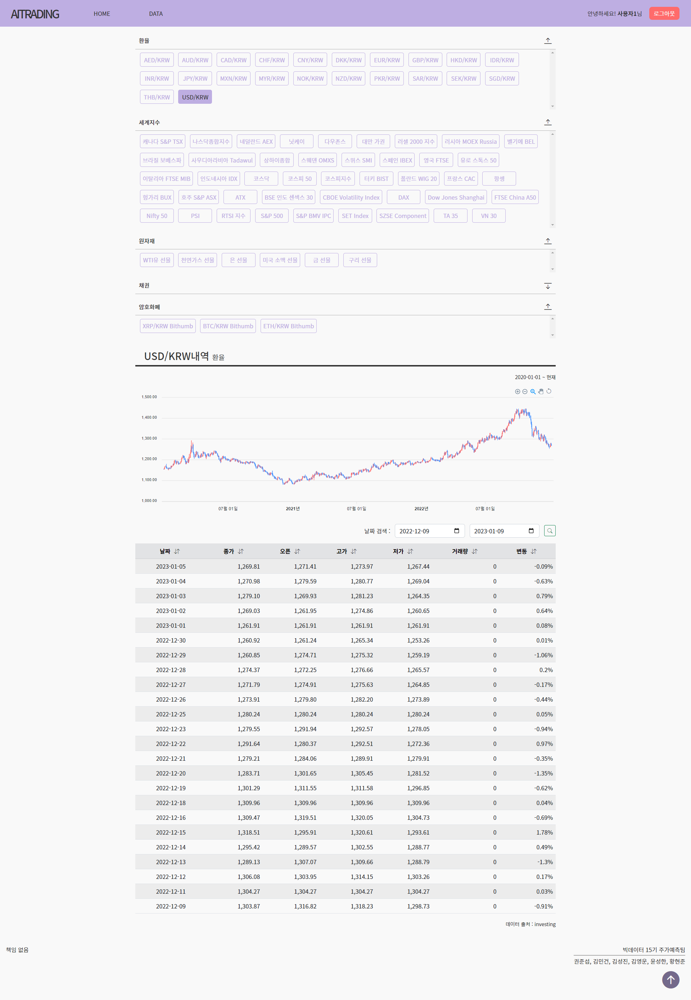 AITRADING HOME DATA 안녕하세요! 사용자1님 로그아웃
환율
AED/KRW AUD/KRW CAD/KRW CHF/KRW CNY/KRW DKK/KRW EUR/KRW GBP/KRW HKD/KRW IDR/KRW
INR/KRW JPY/KRW MXN/KRW MYR/KRW NOK/KRW NZD/KRW PKR/KRW SAR/KRW SEK/KRW SGD/KRW
THB/KRW USD/KRW
세계지수
캐나다 S&P TSX 나스닥종합지수 네덜란드 AEX 닛케이 다우존스 대만 가권 러셀 2000 지수 러시아 MOEX Russia 벨기에 BEL
브라질 보베스파 사우디아라비아 Tadawul 상하이종합 스웨덴 OMXS 스위스 SMI 스페인 IBEX 영국 FTSE 유로 스톡스 50
이탈리아 FTSE MIB 인도네시아 IDX 코스닥 코스피 50 코스피지수 터키 BIST 폴란드 WIG 20 프랑스 CAC 항셍
헝가리 BUX 호주 S&P ASX ATX BSE 인도 센섹스 30 CBOE Volatility Index DAX Dow Jones Shanghai FTSE China A50
Nifty 50 PSI RTSI 지수 S&P 500 S&P BMV IPC SET Index SZSE Component TA 35 VN 30
원자재
WTI유 선물 천연가스 선물 은 선물 미국 소맥 선물 금 선물 구리 선물
채권
암호화폐
XRP/KRW Bithumb BTC/KRW Bithumb ETH/KRW Bithumb
USD/KRW내역 환율
2020-01-01 ~ 현재
1,500.00
1,400.00
1,300.00
1,200.00
1,100.00
1,000.00
07월 01일 2021년 07월 01일 2022년 07월 01일
날짜 검색 : 2022-12-09 2023-01-09
날짜 종가 오픈 고가 저가 거래량 변동
2023-01-05 1,269.81 1,271.41 1,273.97 1,267.44 0 -0.09%
2023-01-04 1,270.98 1,279.59 1,280.77 1,269.04 0 -0.63%
2023-01-03 1,279.10 1,269.93 1,281.23 1,264.35 0 0.79%
2023-01-02 1,269.03 1,261.95 1,274.86 1,260.65 0 0.64%
2023-01-01 1,261.91 1,261.91 1,261.91 1,261.91 0 0.08%
2022-12-30 1,260.92 1,261.24 1,265.34 1,253.26 0 0.01%
2022-12-29 1,260.85 1,274.71 1,275.32 1,259.19 0 -1.06%
2022-12-28 1,274.37 1,272.25 1,276.66 1,265.57 0 0.2%
2022-12-27 1,271.79 1,274.91 1,275.63 1,264.85 0 -0.17%
2022-12-26 1,273.91 1,279.80 1,282.20 1,273.89 0 -0.44%
2022-12-25 1,280.24 1,280.24 1,280.24 1,280.24 0 0.05%
2022-12-23 1,279.55 1,291.94 1,292.57 1,278.05 0 -0.94%
2022-12-22 1,291.64 1,280.37 1,292.51 1,272.36 0 0.97%
2022-12-21 1,279.21 1,284.06 1,289.91 1,279.91 0 -0.35%
2022-12-20 1,283.71 1,301.65 1,305.45 1,281.52 0 -1.35%
2022-12-19 1,301.29 1,311.55 1,311.58 1,296.85 0 -0.62%
2022-12-18 1,309.96 1,309.96 1,309.96 1,309.96 0 0.04%
2022-12-16 1,309.47 1,319.51 1,320.05 1,304.73 0 -0.69%
2022-12-15 1,318.51 1,295.91 1,320.61 1,293.61 0 1.78%
2022-12-14 1,295.42 1,289.57 1,302.55 1,288.77 0 0.49%
2022-12-13 1,289.13 1,307.07 1,309.66 1,288.79 0 -1.3%
2022-12-12 1,306.08 1,303.95 1,314.15 1,303.26 0 0.17%
2022-12-11 1,304.27 1,304.27 1,304.27 1,304.27 0 0.03%
2022-12-09 1,303.87 1,316.82 1,318.23 1,298.73 0 -0.91%
데이터 출처 : investing
책임 없음 빅데이터 15기 주가예측팀
권준섭, 김민건, 김성진, 김영운, 윤성한, 황현준